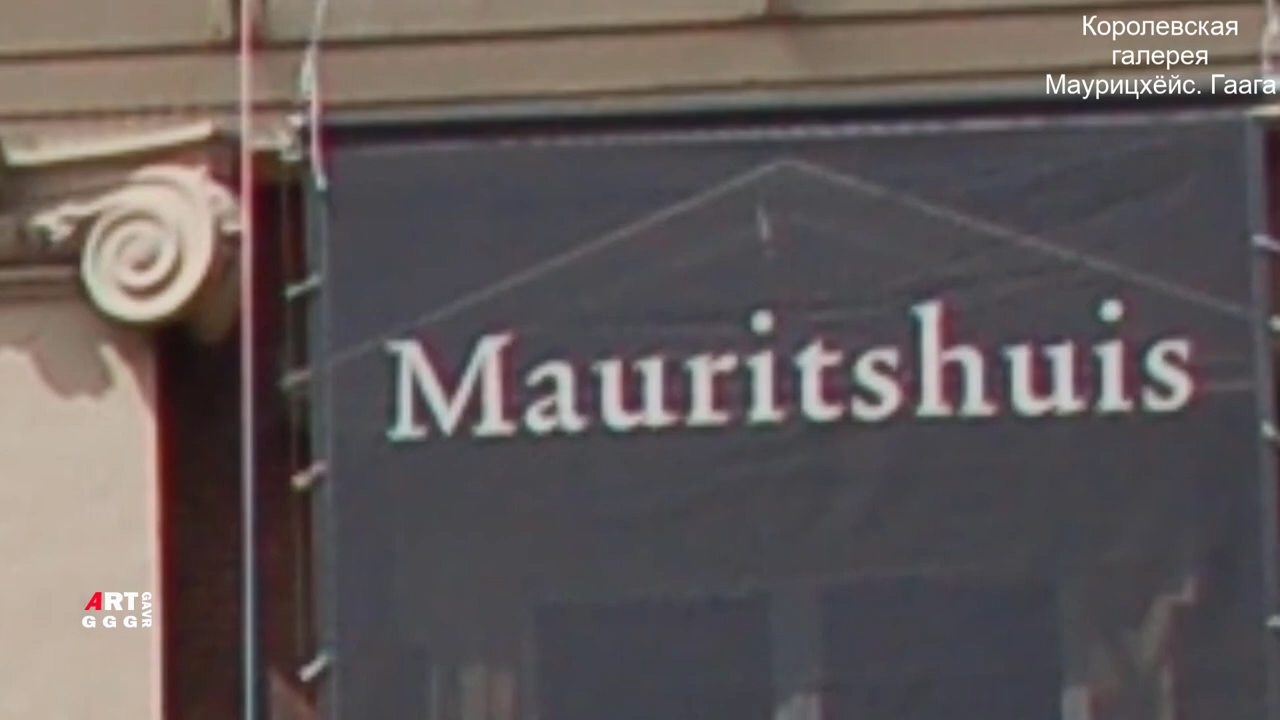 Королевская
галерея
Маурицхёйс. Гаага
Mauritshuis
ART GAVR
GGG